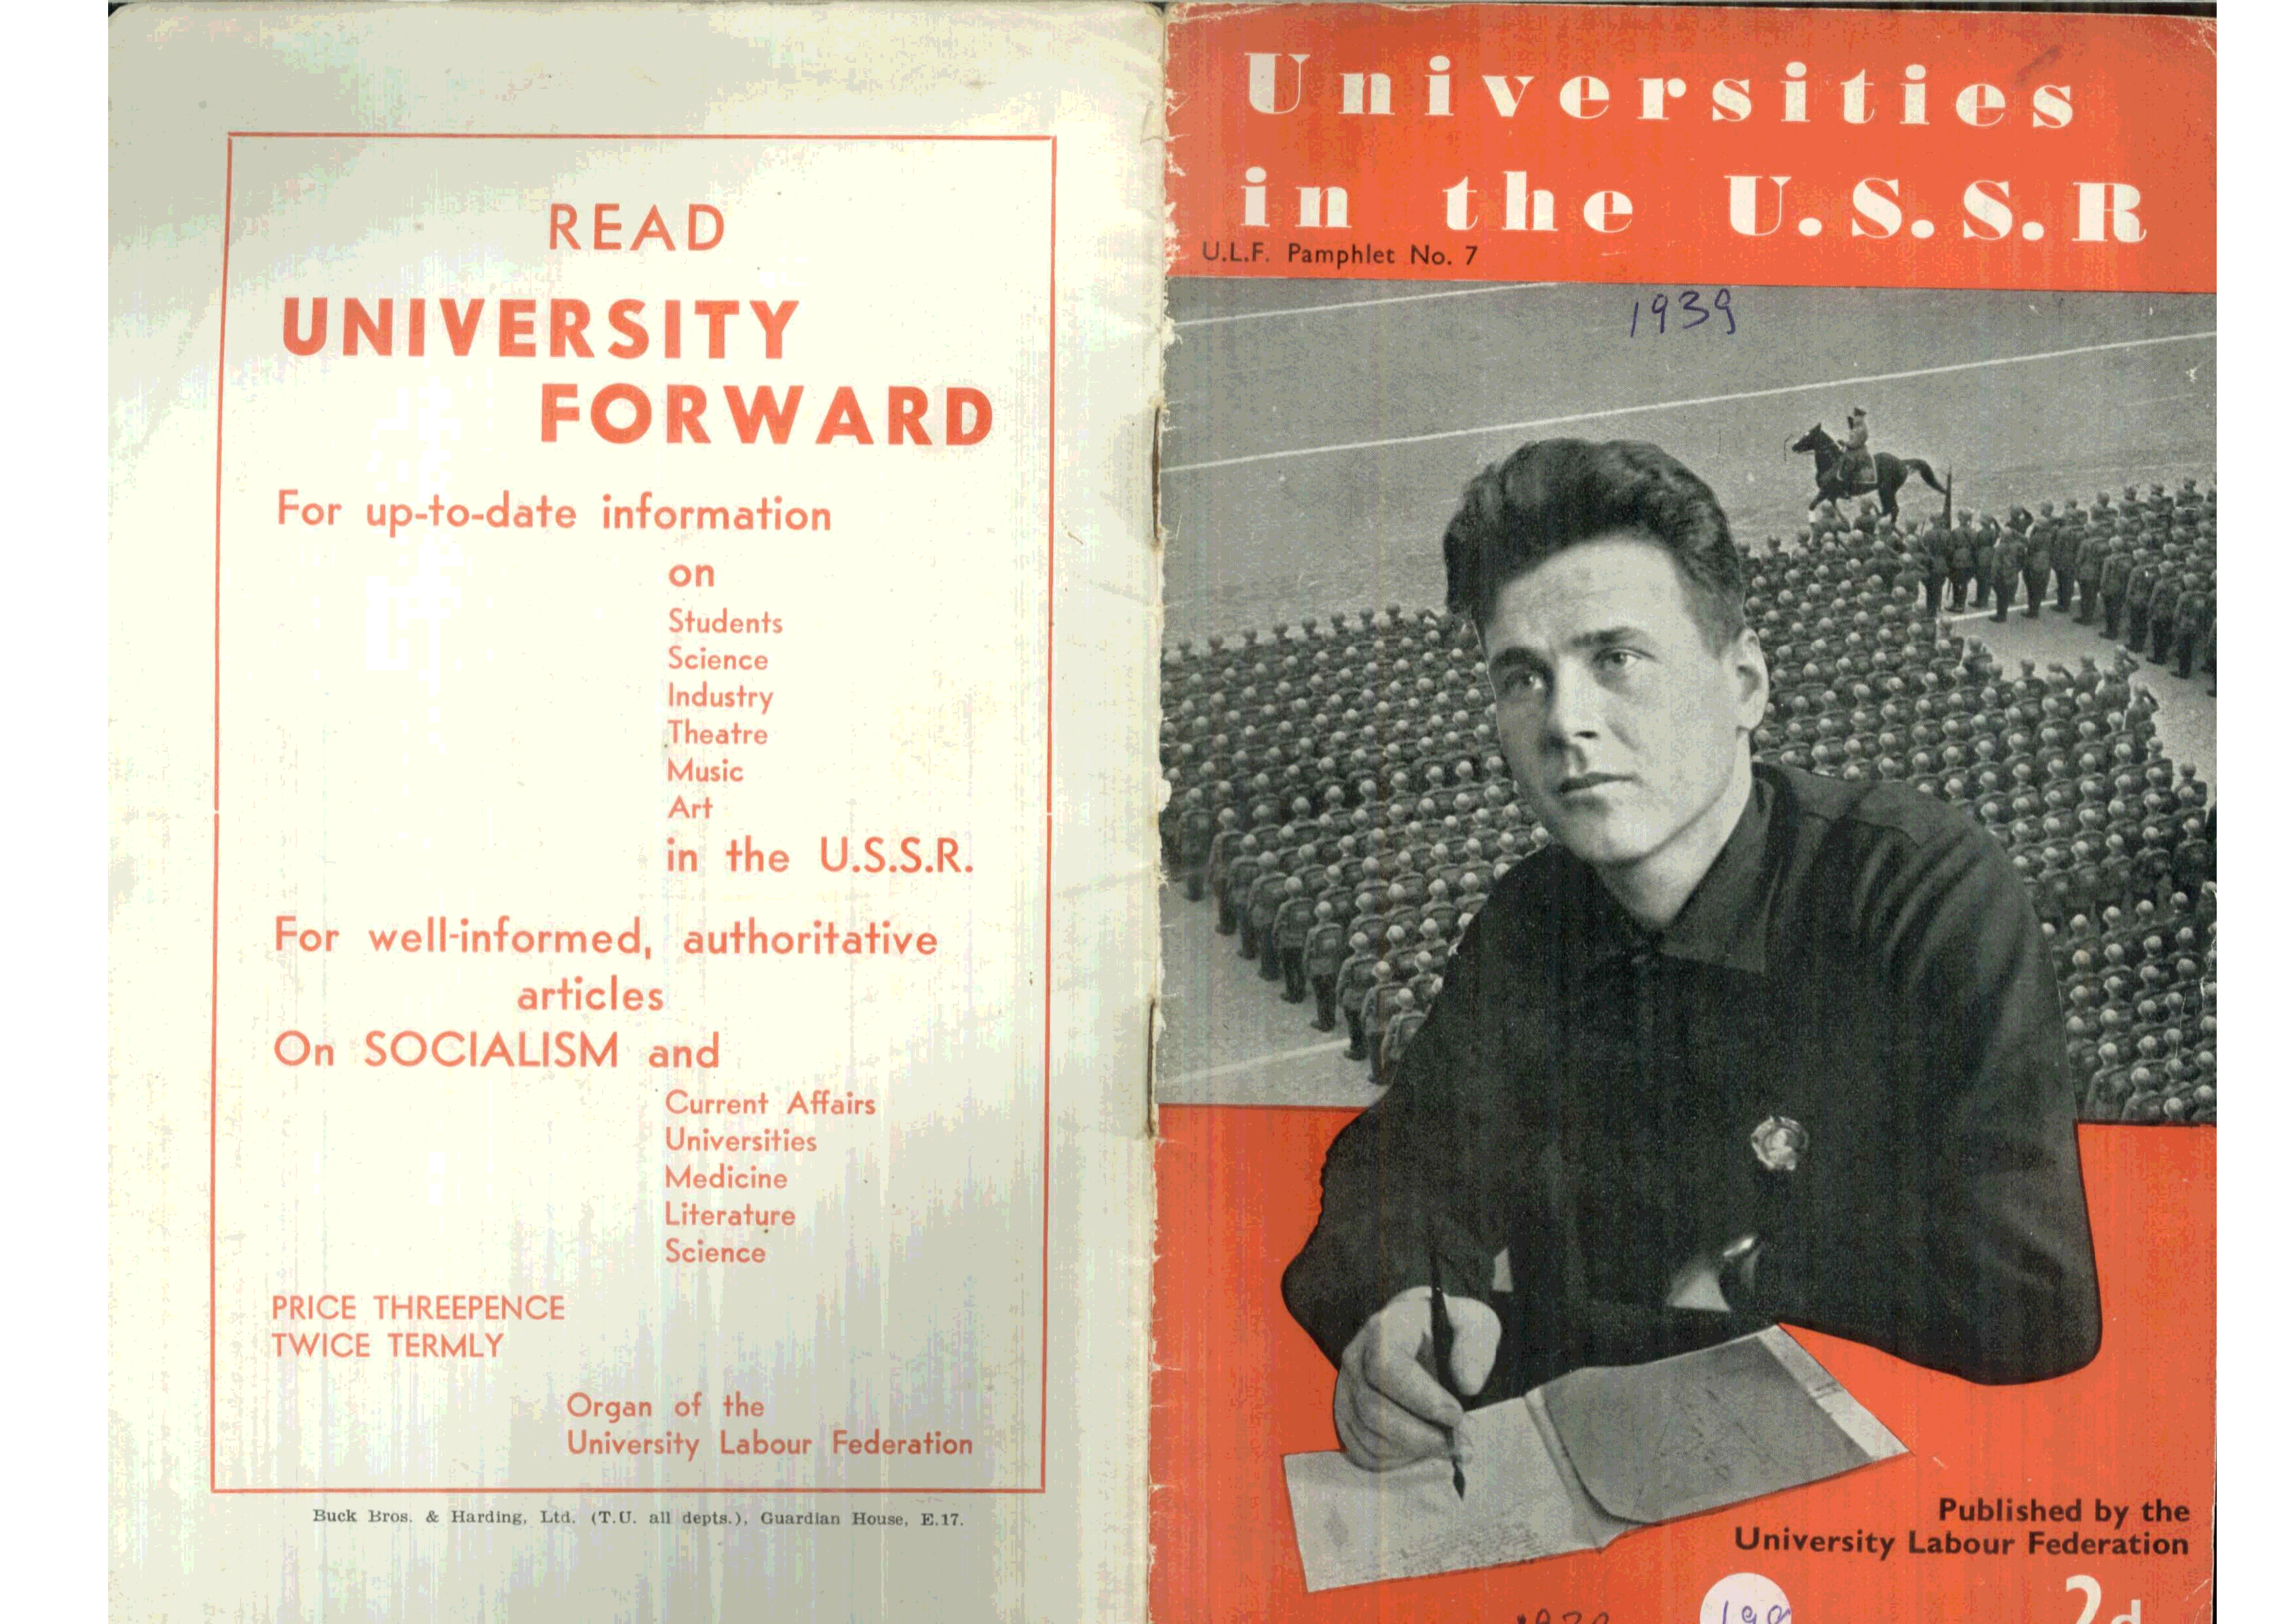 READ
UNIVERSITY
FORWARD
For up-to-date information
on
Students
Science
Industry
Theatre
Music
Art
in the U.S.S.R.
For well-informed, authoritative
articles
On SOCIALISM and
Current Affairs
Universities
Medicine
Literature
Science
PRICE THREEPENCE
TWICE TERMLY
Organ of the
University Labour Federation
Buck Bros. & Harding, Ltd. (T.U. all depts.), Guardian House, E.17.
Universities
in the U.S.S.R
U.L.F. Pamphlet No. 7
1939
Published by the
University Labour Federation
2d